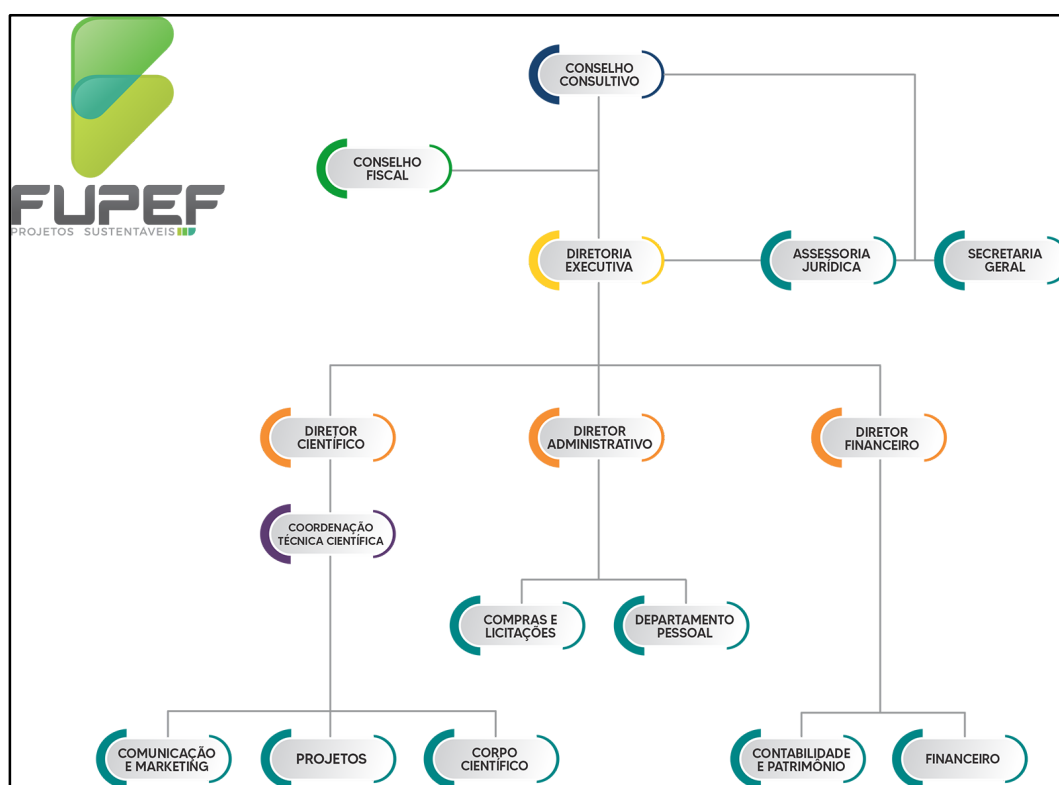 FUPEF
PROJETOS SUSTENTÁVEIS
CONSELHO
CONSULTIVO
CONSELHO
FISCAL
DIRETORIA
EXECUTIVA
ASSESSORIA
JURÍDICA
SECRETARIA
GERAL
DIRETOR
CIENTÍFICO
DIRETOR
ADMINISTRATIVO
DIRETOR
FINANCEIRO
COORDENAÇÃO
TÉCNICA CIENTÍFICA
COMPRAS E
LICITAÇÕES
DEPARTAMENTO
PESSOAL
COMUNICAÇÃO
E MARKETING
PROJETOS
CORPO
CIENTÍFICO
CONTABILIDADE
E PATRIMÔNIO
FINANCEIRO